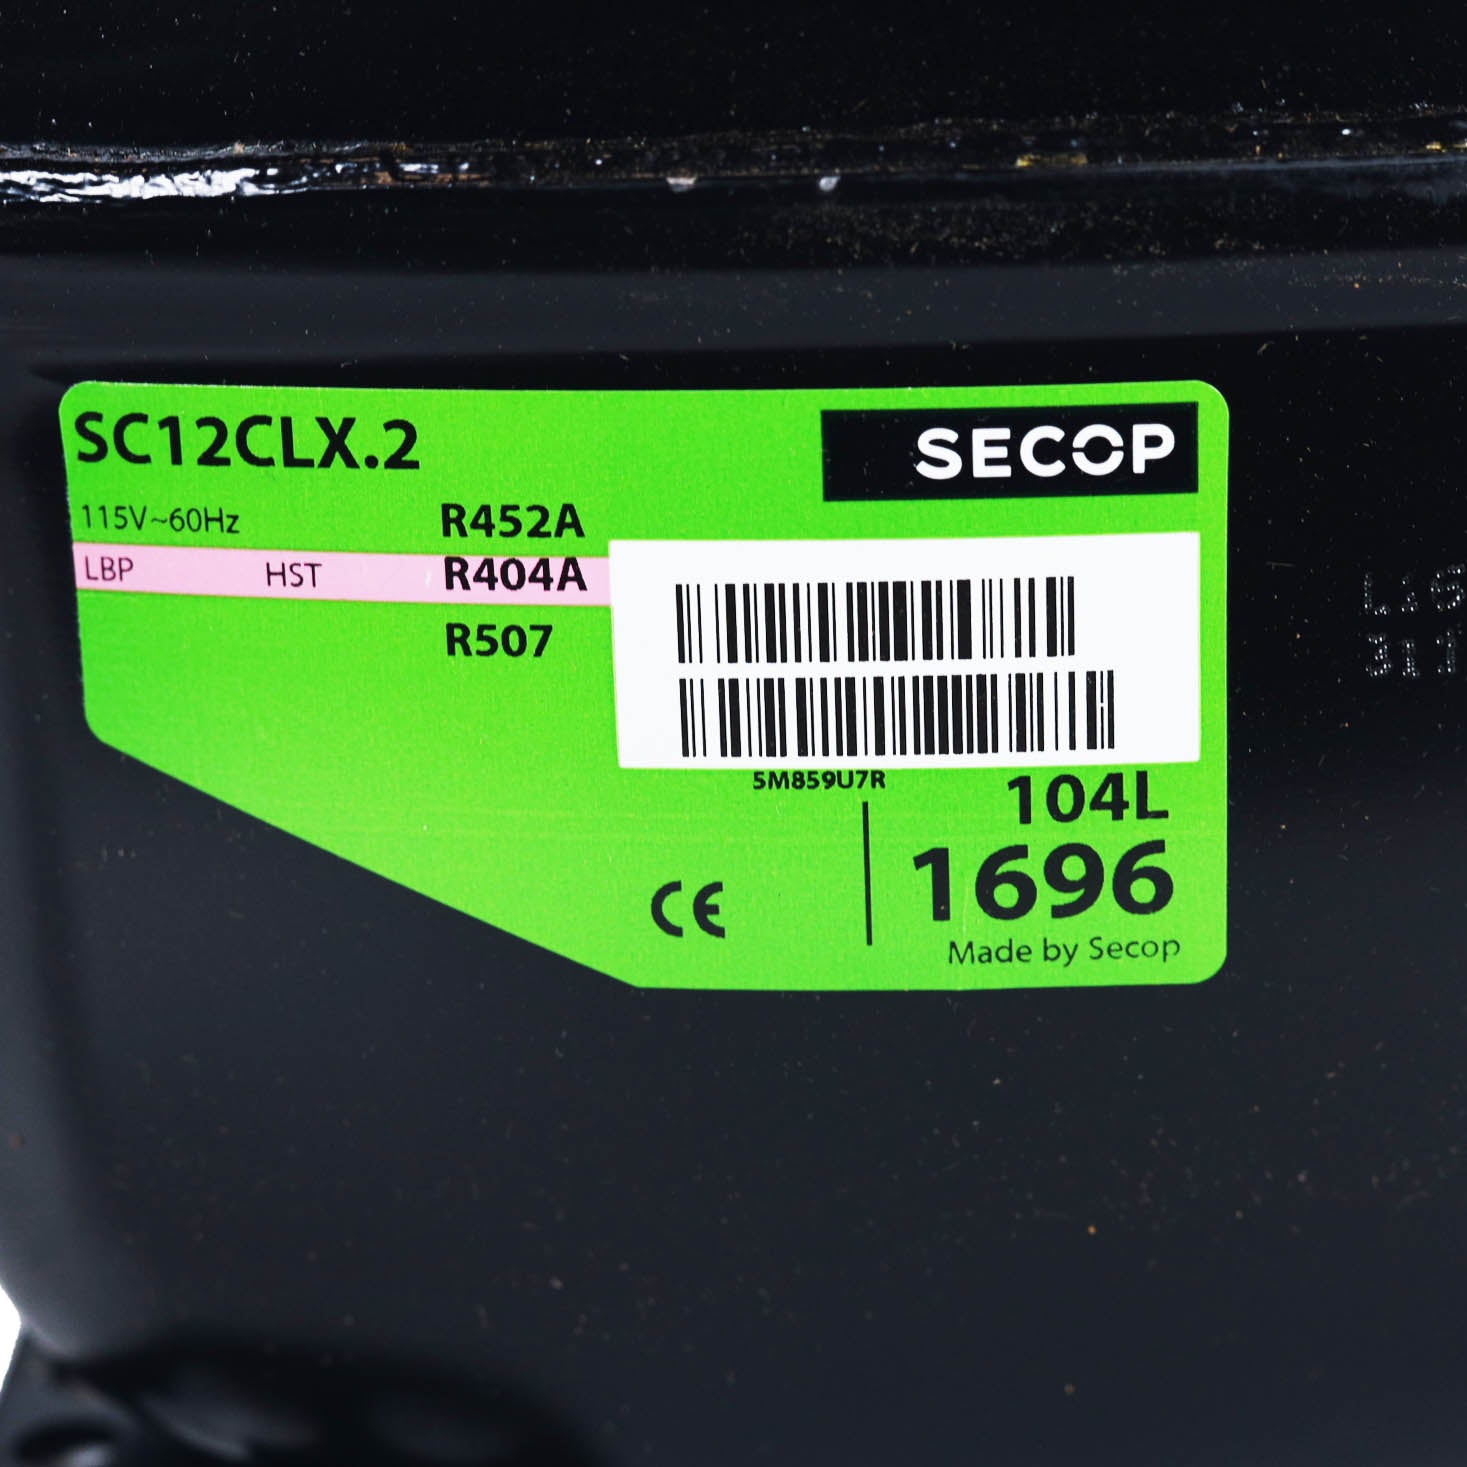 SC12CLX.2
SECOP
115V~60Hz
R452A
LBP HST R404A
R507
5M859U7R
104L
1696
CE
Made by Secop